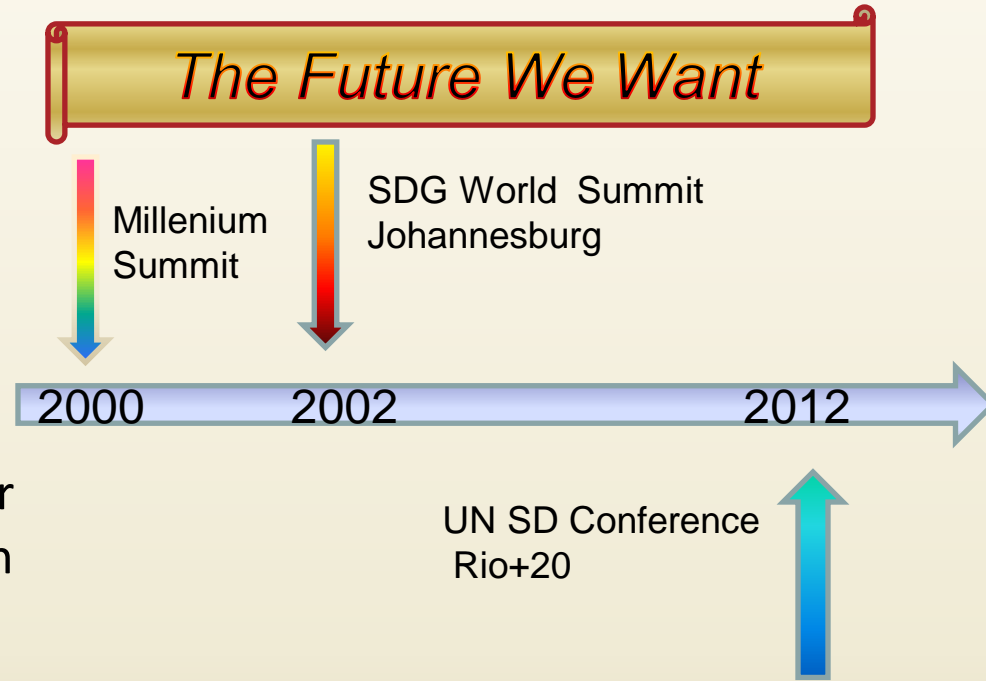 The Future We Want
Millenium
Summit
SDG World Summit
Johannesburg
2000 2002 2012
UN SD Conference
Rio+20